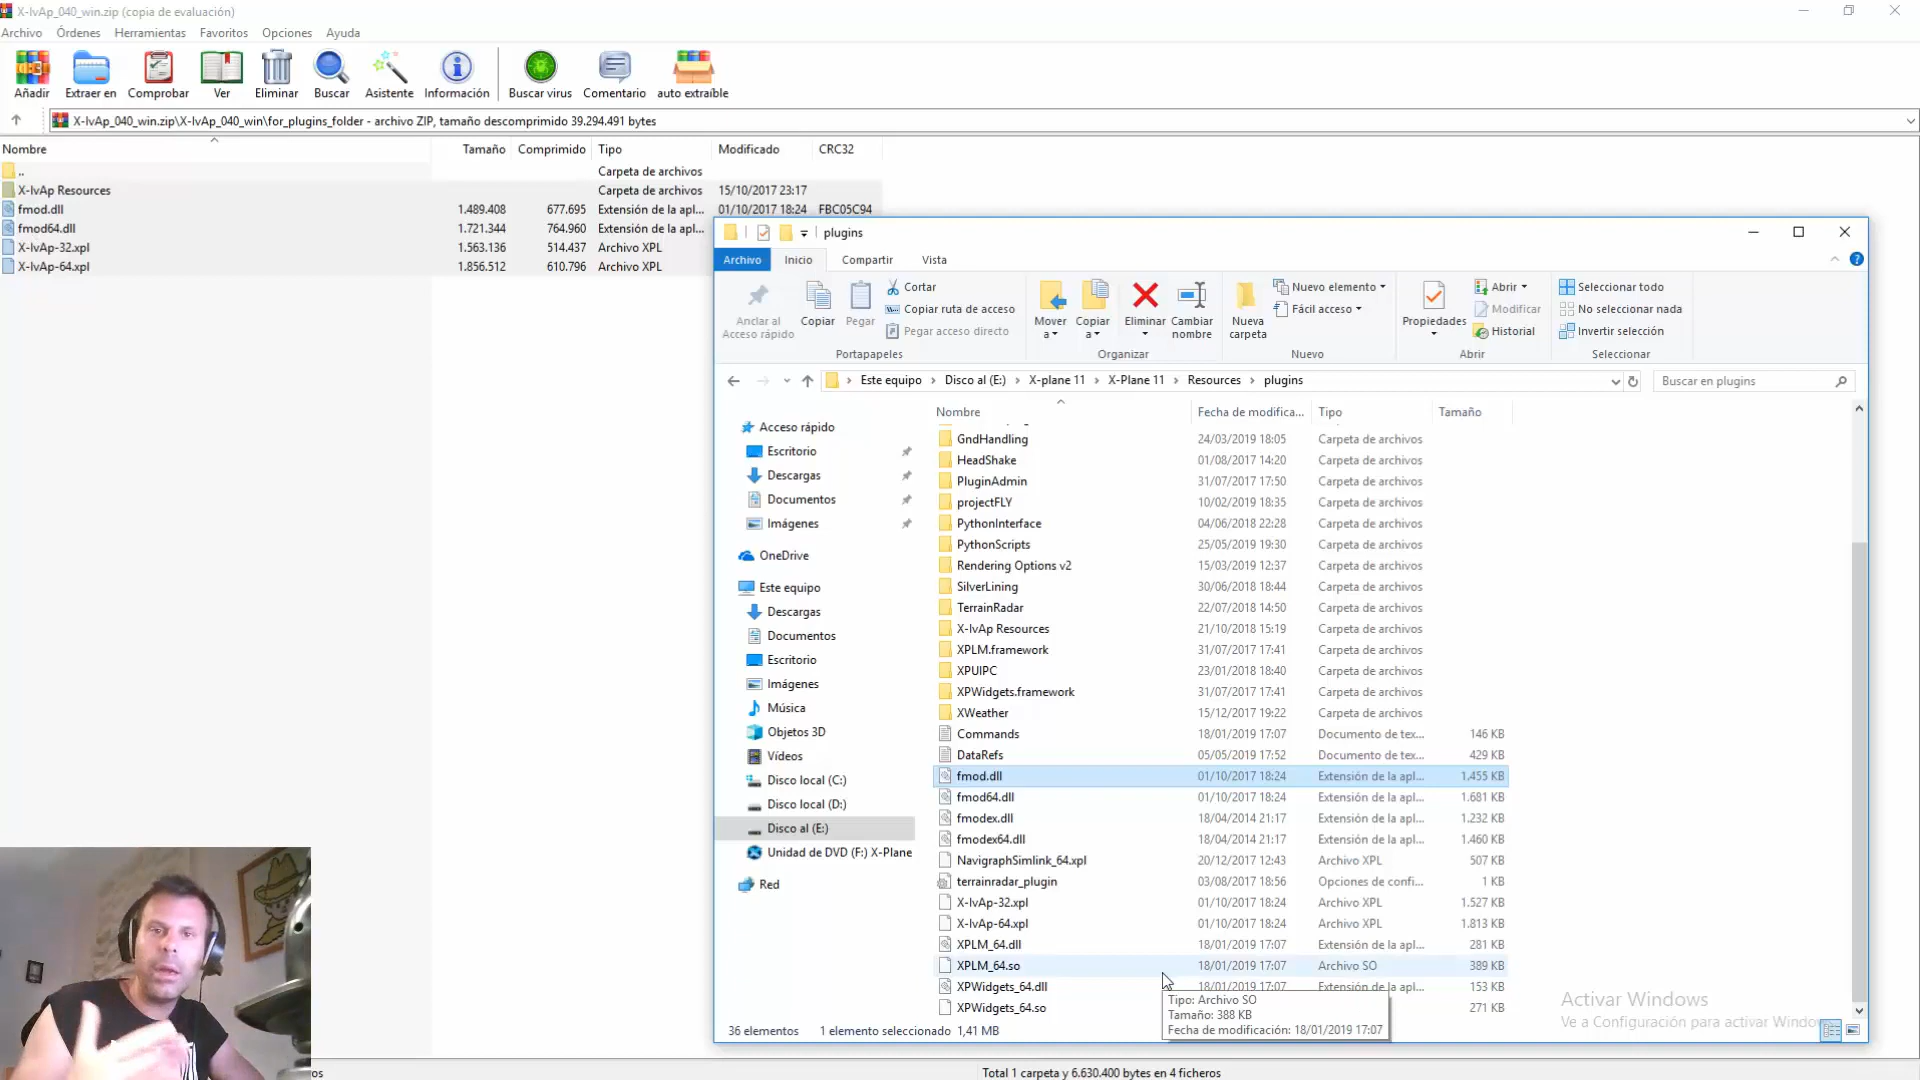 X-IvAp_040_win.zip (copia de evaluación)
Archivo Órdenes Herramientas Favoritos Opciones Ayuda
Añadir Extraer en Comprobar Ver Eliminar Buscar Asistente Información Buscar virus Comentario auto extraíble
X-IvAp_040_win.zip\X-IvAp_040_win\for_plugins_folder - archivo ZIP, tamaño descomprimido 39.294.491 bytes
Nombre Tamaño Comprimido Tipo Modificado CRC32
.. Carpeta de archivos
X-IvAp Resources Carpeta de archivos 15/10/2017 23:17
fmod.dll 1.489.408 677.695 Extensión de la apl... 01/10/2017 18:24 FBC05C94
fmod64.dll 1.721.344 764.960 Extensión de la apl...
X-IvAp-32.xpl 1.563.136 514.437 Archivo XPL
X-IvAp-64.xpl 1.856.512 610.796 Archivo XPL
plugins
Archivo Inicio Compartir Vista
Anclar al Acceso rápido
Copiar
Pegar
Cortar
Copiar ruta de acceso
Pegar acceso directo
Portapapeles
Mover a
Copiar a
Eliminar
Cambiar nombre
Organizar
Nueva carpeta
Nuevo elemento
Fácil acceso
Nuevo
Propiedades
Abrir
Modificar
Historial
Abrir
Seleccionar todo
No seleccionar nada
Invertir selección
Seleccionar
Este equipo Disco al (E:) X-plane 11 X-Plane 11 Resources plugins
Buscar en plugins
Acceso rápido
Escritorio
Descargas
Documentos
Imágenes
OneDrive
Este equipo
Descargas
Documentos
Escritorio
Imágenes
Música
Objetos 3D
Vídeos
Disco local (C:)
Disco local (D:)
Disco al (E:)
Unidad de DVD (F:) X-Plane
Red
Nombre Fecha de modifica... Tipo Tamaño
GndHandling 24/03/2019 18:05 Carpeta de archivos
HeadShake 01/08/2017 14:20 Carpeta de archivos
PluginAdmin 31/07/2017 17:50 Carpeta de archivos
projectFLY 10/02/2019 18:35 Carpeta de archivos
PythonInterface 04/06/2018 22:28 Carpeta de archivos
PythonScripts 25/05/2019 19:30 Carpeta de archivos
Rendering Options v2 15/03/2019 12:37 Carpeta de archivos
SilverLining 30/06/2018 18:44 Carpeta de archivos
TerrainRadar 22/07/2018 14:50 Carpeta de archivos
X-IvAp Resources 21/10/2018 15:19 Carpeta de archivos
XPLM.framework 31/07/2017 17:41 Carpeta de archivos
XPUIPC 23/01/2018 18:40 Carpeta de archivos
XPWidgets.framework 31/07/2017 17:41 Carpeta de archivos
XWeather 15/12/2017 19:22 Carpeta de archivos
Commands 18/01/2019 17:07 Documento de tex... 146 KB
DataRefs 05/05/2019 17:52 Documento de tex... 429 KB
fmod.dll 01/10/2017 18:24 Extensión de la apl... 1.455 KB
fmod64.dll 01/10/2017 18:24 Extensión de la apl... 1.681 KB
fmodex.dll 18/04/2014 21:17 Extensión de la apl... 1.232 KB
fmodex64.dll 18/04/2014 21:17 Extensión de la apl... 1.460 KB
NavigraphSimlink_64.xpl 20/12/2017 12:43 Archivo XPL 507 KB
terrainradar_plugin 03/08/2017 18:56 Opciones de confi... 1 KB
X-IvAp-32.xpl 01/10/2017 18:24 Archivo XPL 1.527 KB
X-IvAp-64.xpl 01/10/2017 18:24 Archivo XPL 1.813 KB
XPLM_64.dll 18/01/2019 17:07 Extensión de la apl... 281 KB
XPLM_64.so 18/01/2019 17:07 Archivo SO 389 KB
XPWidgets_64.dll 18/01/2019 17:07 Extensión de la apl... 153 KB
XPWidgets_64.so 271 KB
Tipo: Archivo SO
Tamaño: 388 KB
Fecha de modificación: 18/01/2019 17:07
36 elementos 1 elemento seleccionado 1,41 MB
Activar Windows
Ve a Configuración para activar Windo
os Total 1 carpeta y 6.630.400 bytes en 4 ficheros